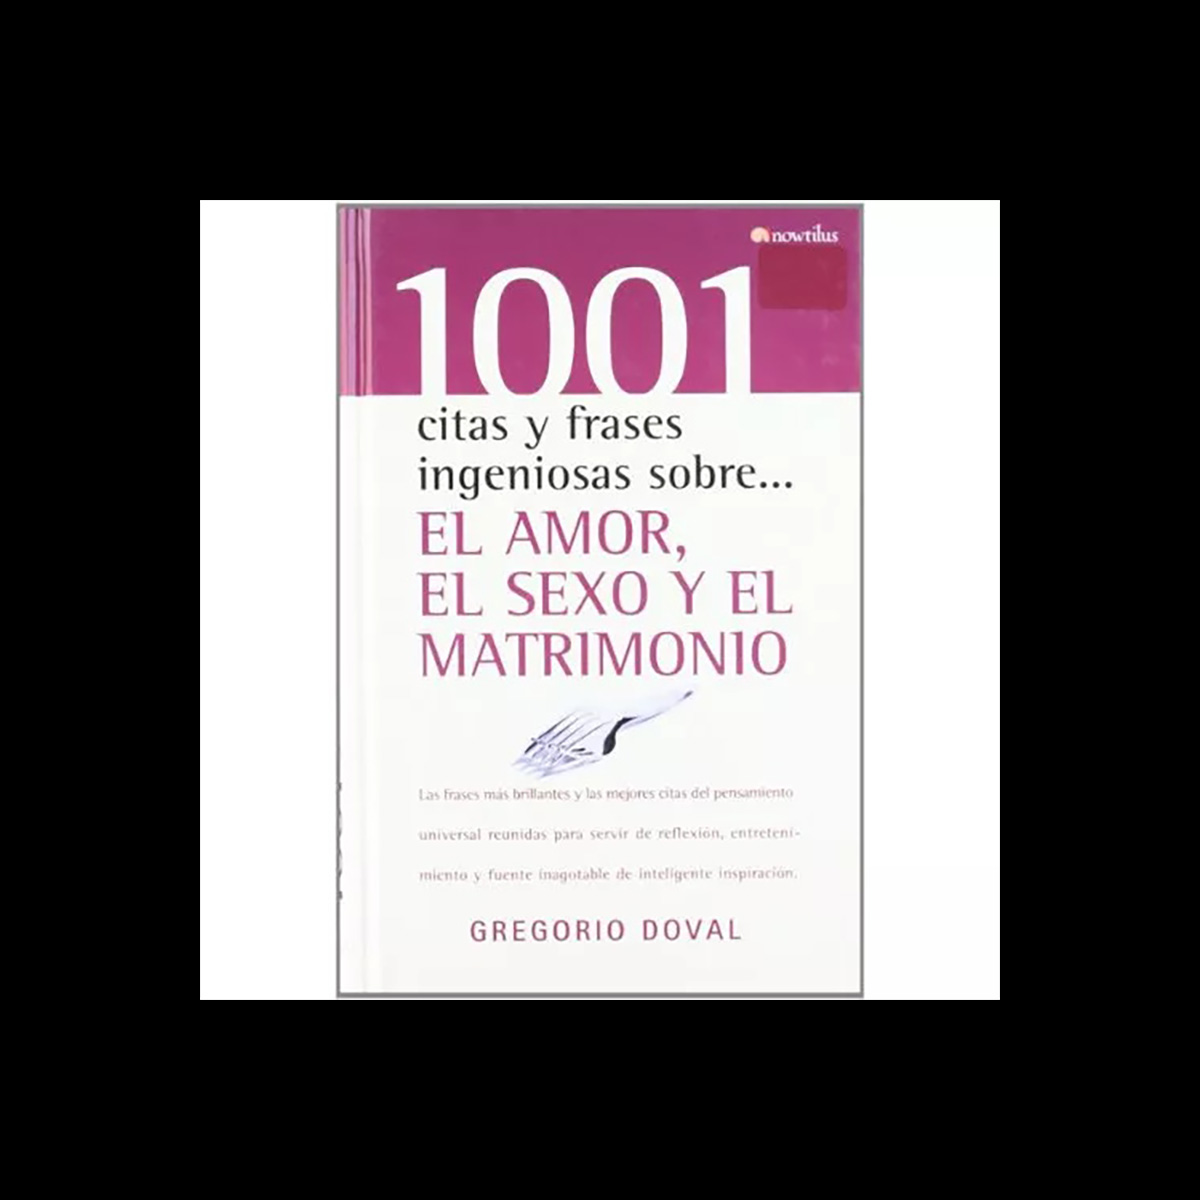 nowtilus
1001
citas y frases
ingeniosas sobre...
EL AMOR,
EL SEXO Y EL
MATRIMONIO
Las frases más brillantes y las mejores citas del pensamiento
universal reunidas para servir de reflexión, entreteni-
miento y fuente inagotable de inteligente inspiración.
GREGORIO DOVAL